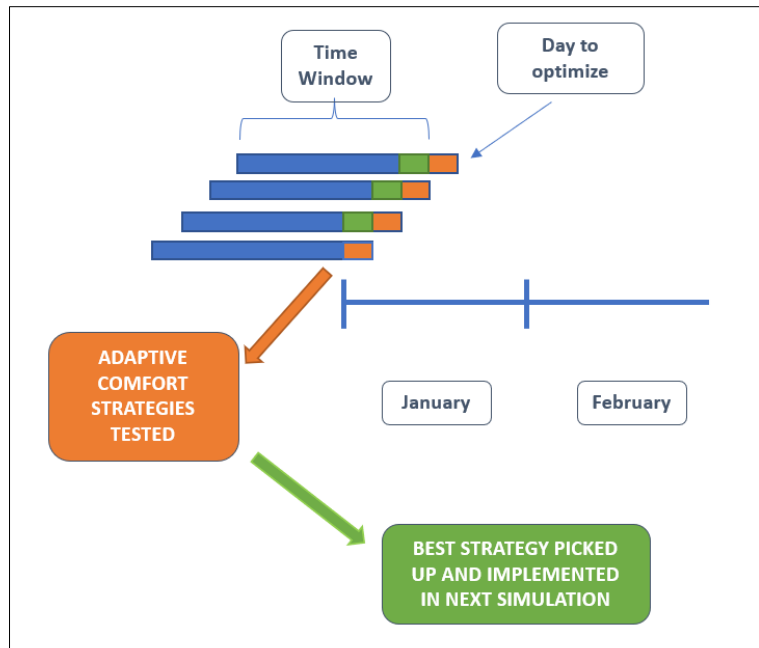 Time
Window
Day to
optimize
ADAPTIVE
COMFORT
STRATEGIES
TESTED
January
February
BEST STRATEGY PICKED
UP AND IMPLEMENTED
IN NEXT SIMULATION